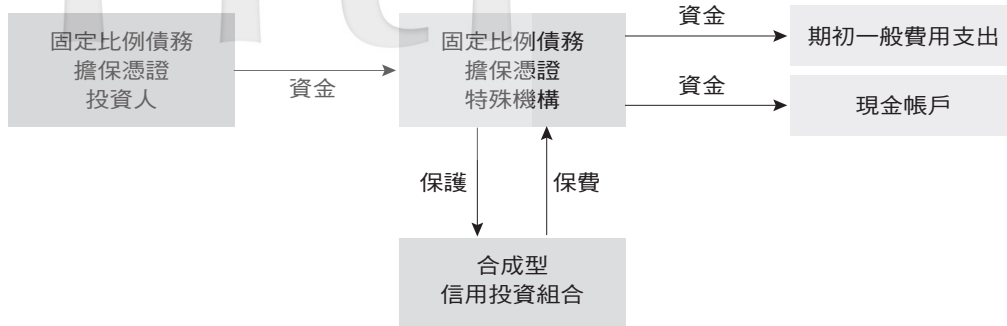 固定比例債務
擔保憑證
投資人
資金
固定比例債務
擔保憑證
特殊機構
資金
期初一般費用支出
資金
現金帳戶
保護
保費
合成型
信用投資組合